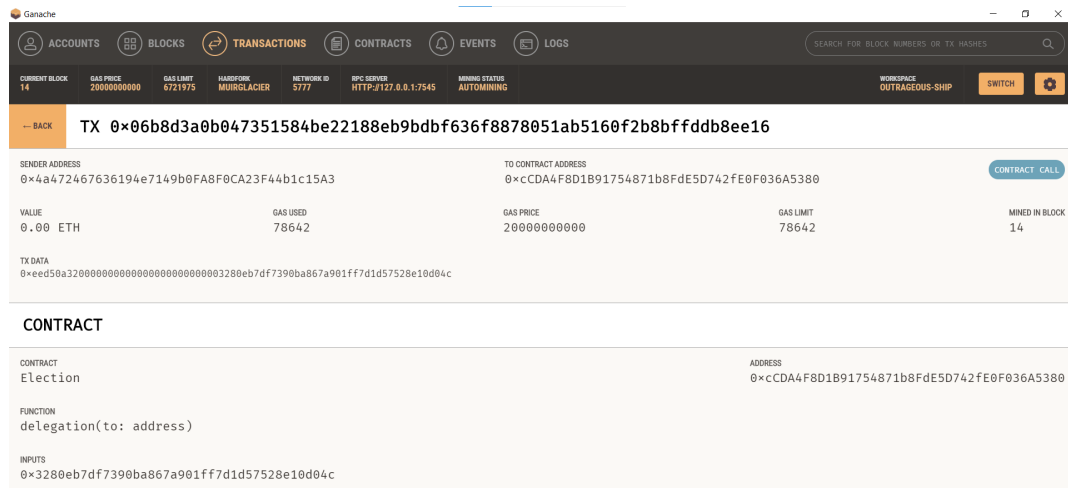 Ganache
ACCOUNTS BLOCKS TRANSACTIONS CONTRACTS EVENTS LOGS SEARCH FOR BLOCK NUMBERS OR TX HASHES
CURRENT BLOCK GAS PRICE GAS LIMIT HARDFORK NETWORK ID RPC SERVER MINING STATUS WORKSPACE
14 20000000000 6721975 MUIRGLACIER 5777 HTTP://127.0.0.1:7545 AUTOMINING OUTRAGEOUS-SHIP SWITCH
← BACK TX 0×06b8d3a0b047351584be22188eb9bdbf636f8878051ab5160f2b8bffddb8ee16
SENDER ADDRESS TO CONTRACT ADDRESS
0×4a472467636194e7149b0FA8F0CA23F44b1c15A3 0×cCDA4F8D1B91754871b8FdE5D742fE0F036A5380 CONTRACT CALL
VALUE GAS USED GAS PRICE GAS LIMIT MINED IN BLOCK
0.00 ETH 78642 20000000000 78642 14
TX DATA
0×eed50a320000000000000000000000003280eb7df7390ba867a901ff7d1d57528e10d04c
CONTRACT
CONTRACT ADDRESS
Election 0×cCDA4F8D1B91754871b8FdE5D742fE0F036A5380
FUNCTION
delegation(to: address)
INPUTS
0×3280eb7df7390ba867a901ff7d1d57528e10d04c